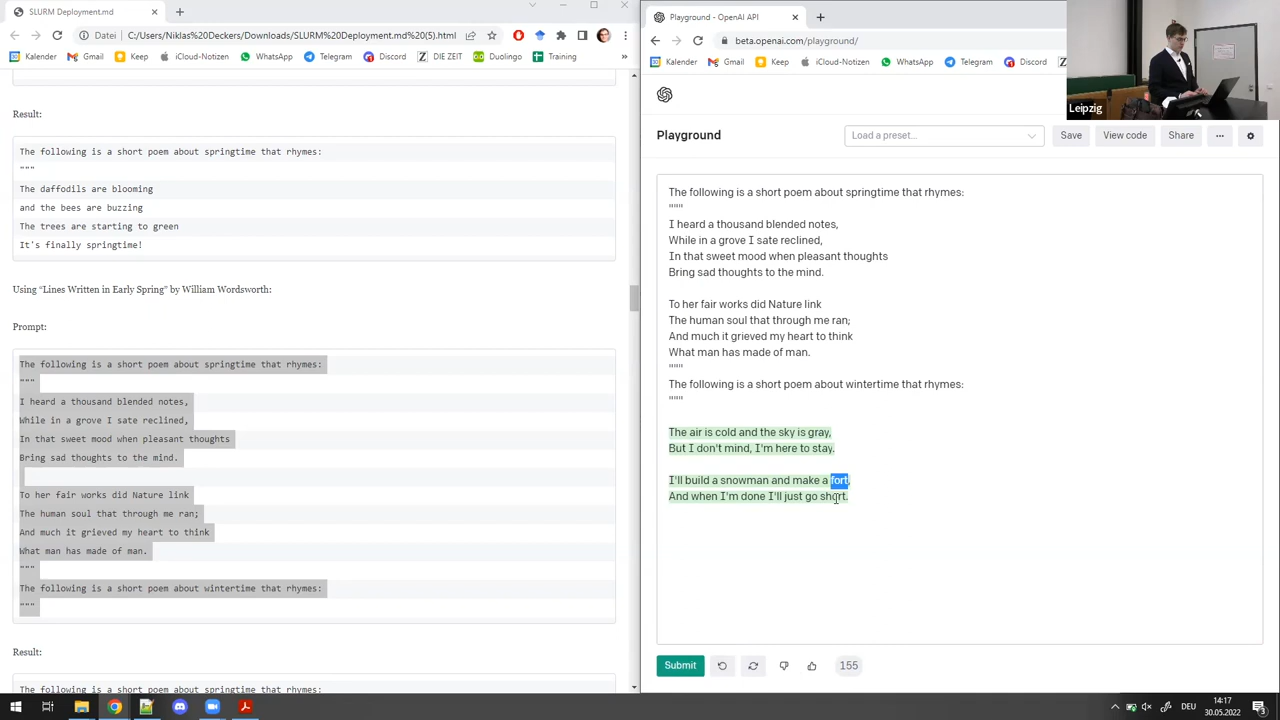 SLURM Deployment.md
Datei | C:/Users/Niklas%20Deckers/Downloads/SLURM%20Deployment.md%20(5).html
Kalender Gmail Keep iCloud-Notizen WhatsApp Telegram Discord DIE ZEIT Duolingo Training
Result:
The following is a short poem about springtime that rhymes:
"""
The daffodils are blooming
and the bees are buzzing
The trees are starting to green
It's finally springtime!
Using “Lines Written in Early Spring” by William Wordsworth:
Prompt:
The following is a short poem about springtime that rhymes:
"""
I heard a thousand blended notes,
While in a grove I sate reclined,
In that sweet mood when pleasant thoughts
Bring sad thoughts to the mind.
To her fair works did Nature link
The human soul that through me ran;
And much it grieved my heart to think
What man has made of man.
"""
The following is a short poem about wintertime that rhymes:
"""
Result:
The following is a short poem about springtime that rhymes:
Playground - OpenAI API
beta.openai.com/playground/
Kalender Gmail Keep iCloud-Notizen WhatsApp Telegram Discord
Leipzig
Playground
Load a preset...
Save
View code
Share
...
The following is a short poem about springtime that rhymes:
"""
I heard a thousand blended notes,
While in a grove I sate reclined,
In that sweet mood when pleasant thoughts
Bring sad thoughts to the mind.
To her fair works did Nature link
The human soul that through me ran;
And much it grieved my heart to think
What man has made of man.
"""
The following is a short poem about wintertime that rhymes:
"""
The air is cold and the sky is gray,
But I don't mind, I'm here to stay.
I'll build a snowman and make a fort
And when I'm done I'll just go short.
Submit
155
DEU
14:17
30.05.2022
3